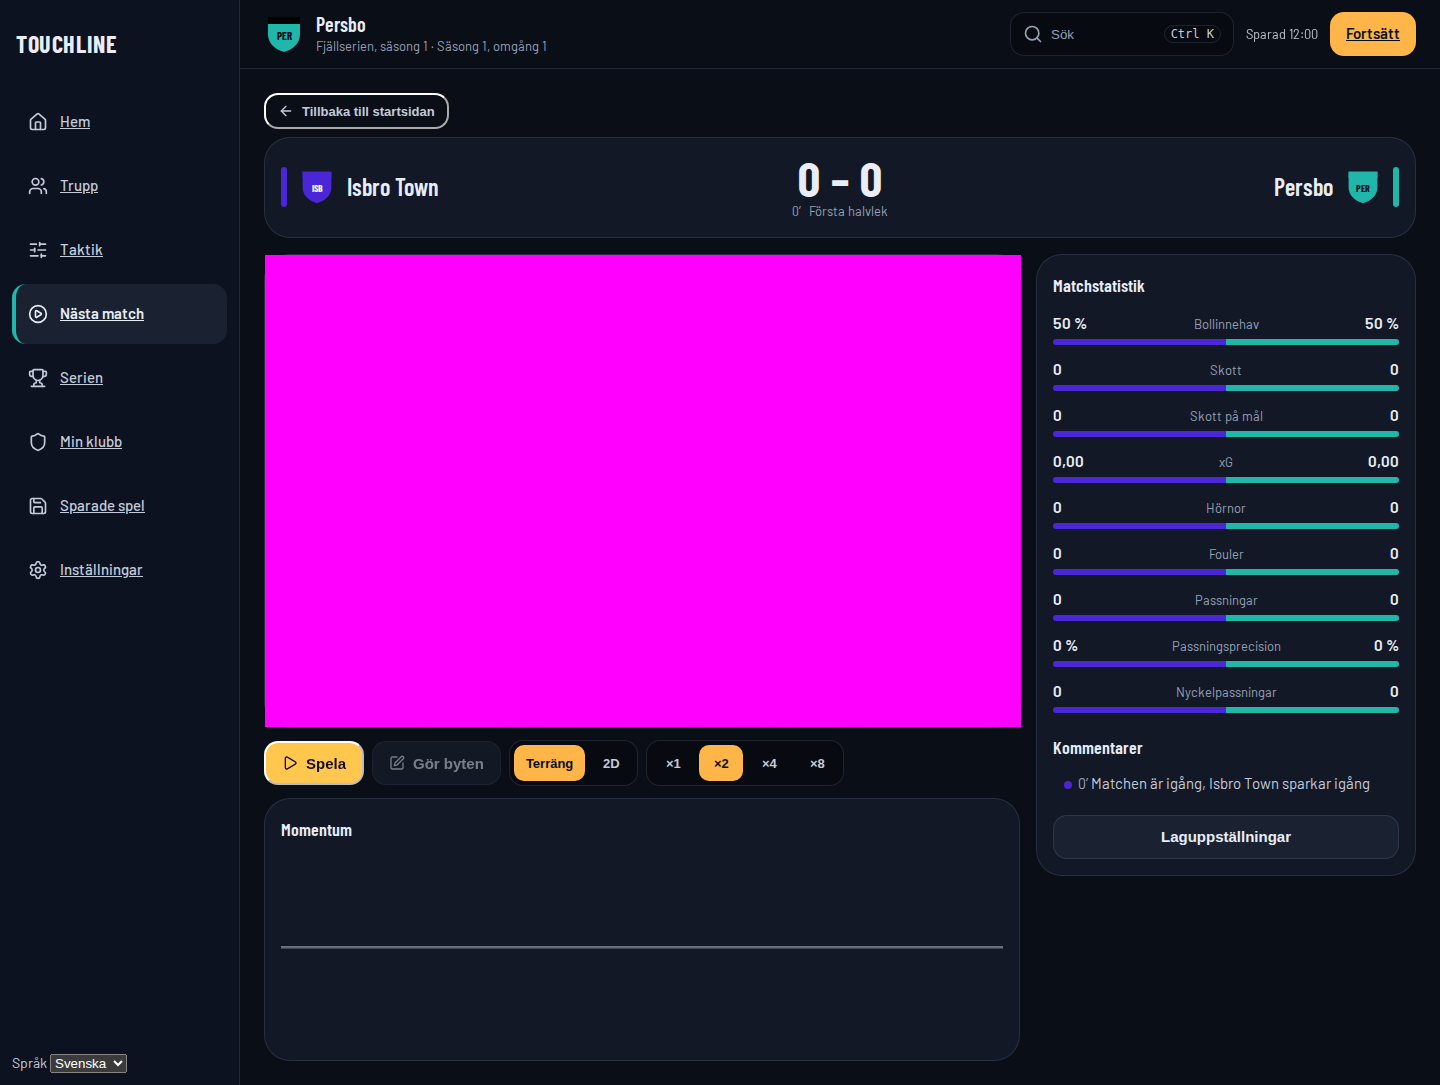 TOUCHLINE
Hem
Trupp
Taktik
Nästa match
Serien
Min klubb
Sparade spel
Inställningar
Språk Svenska
PER
Persbo
Fjällserien, säsong 1 · Säsong 1, omgång 1
Sök Ctrl K
Sparad 12:00
Fortsätt
Tillbaka till startsidan
ISB Isbro Town
0 – 0
0′ Första halvlek
Persbo PER
Spela
Gör byten
Terräng 2D
×1 ×2 ×4 ×8
Momentum
Matchstatistik
50 % Bollinnehav 50 %
0 Skott 0
0 Skott på mål 0
0,00 xG 0,00
0 Hörnor 0
0 Fouler 0
0 Passningar 0
0 % Passningsprecision 0 %
0 Nyckelpassningar 0
Kommentarer
0′ Matchen är igång, Isbro Town sparkar igång
Laguppställningar